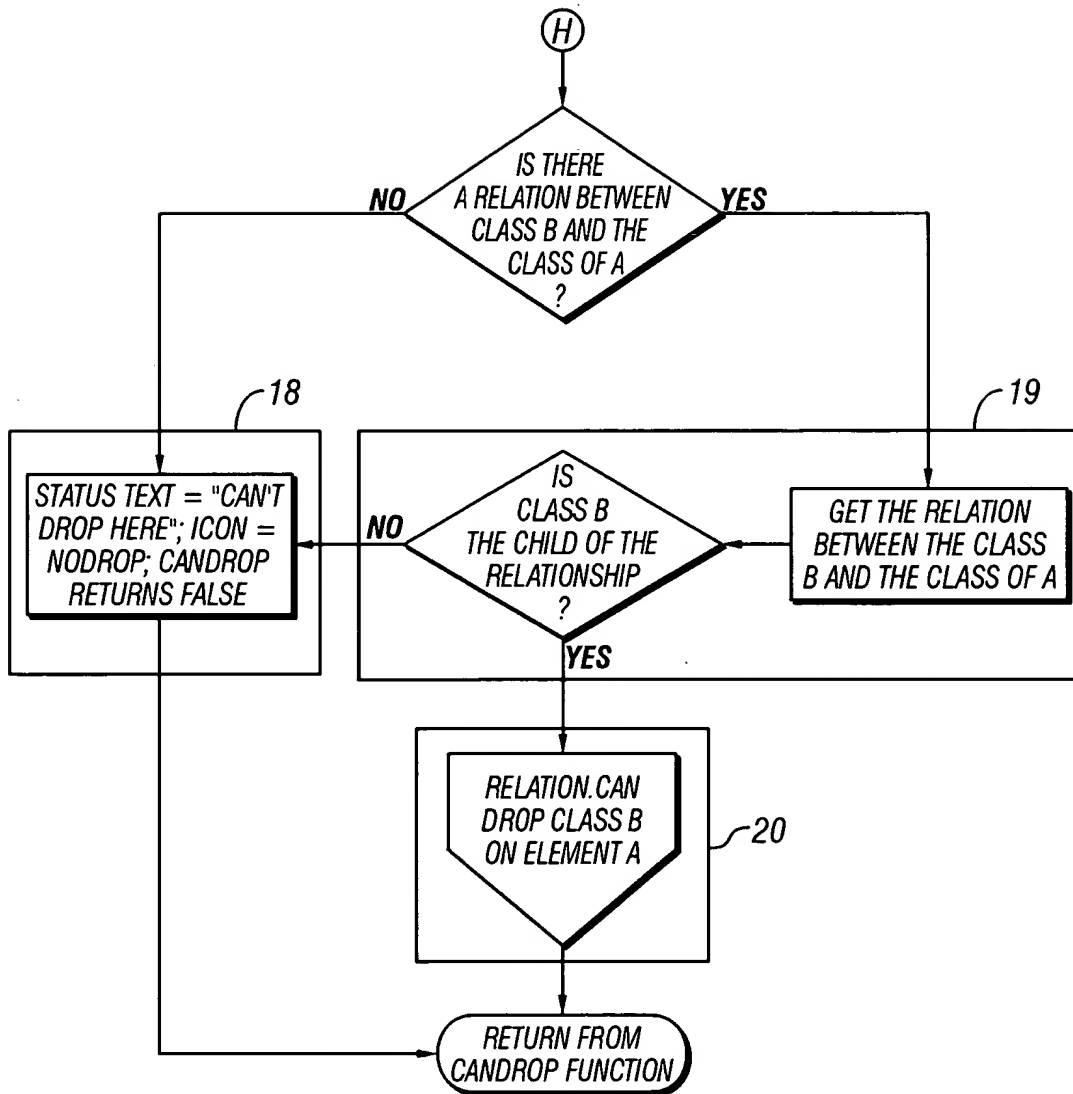 H
IS THERE
A RELATION BETWEEN
CLASS B AND THE
CLASS OF A
?
NO
YES
18
19
STATUS TEXT = "CAN'T
DROP HERE"; ICON =
NODROP; CANDROP
RETURNS FALSE
NO
IS
CLASS B
THE CHILD OF THE
RELATIONSHIP
?
YES
GET THE RELATION
BETWEEN THE CLASS
B AND THE CLASS OF A
RELATION.CAN
DROP CLASS B
ON ELEMENT A
20
RETURN FROM
CANDROP FUNCTION